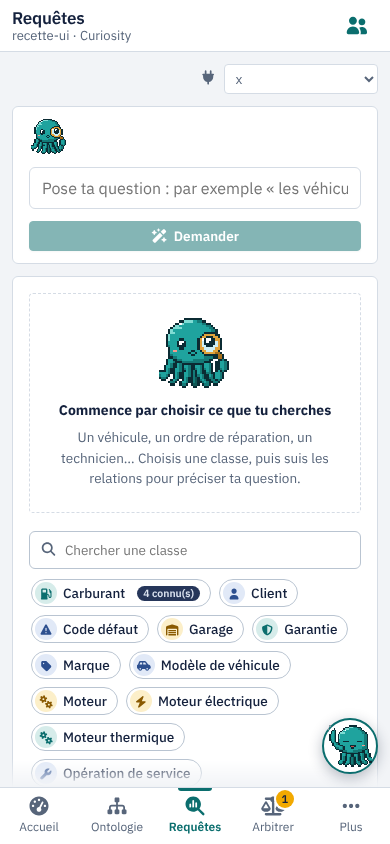 Requêtes
recette-ui · Curiosity
x
Pose ta question : par exemple « les véhicu
Demander
Commence par choisir ce que tu cherches
Un véhicule, un ordre de réparation, un
technicien... Choisis une classe, puis suis les
relations pour préciser ta question.
Chercher une classe
Carburant 4 connu(s) Client
Code défaut Garage Garantie
Marque Modèle de véhicule
Moteur Moteur électrique
Moteur thermique
Opération de service
1
Accueil Ontologie Requêtes Arbitrer Plus